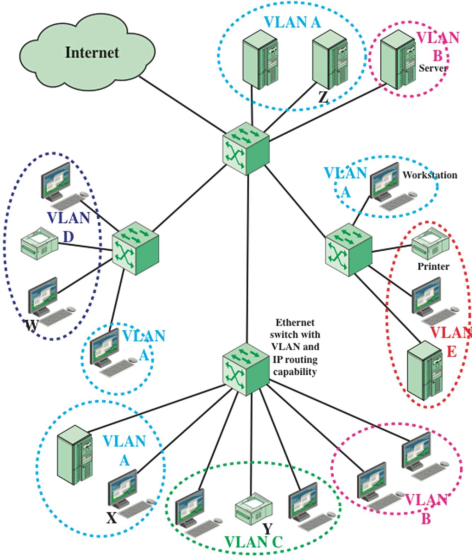 VLAN A
Internet
VLAN
B
Server
Z
VLAN
A
Workstation
VLAN
D
W
Printer
VLAN
E
VLAN
A
Ethernet
switch with
VLAN and
IP routing
capability
VLAN
A
X
Y
VLAN C
VLAN
B